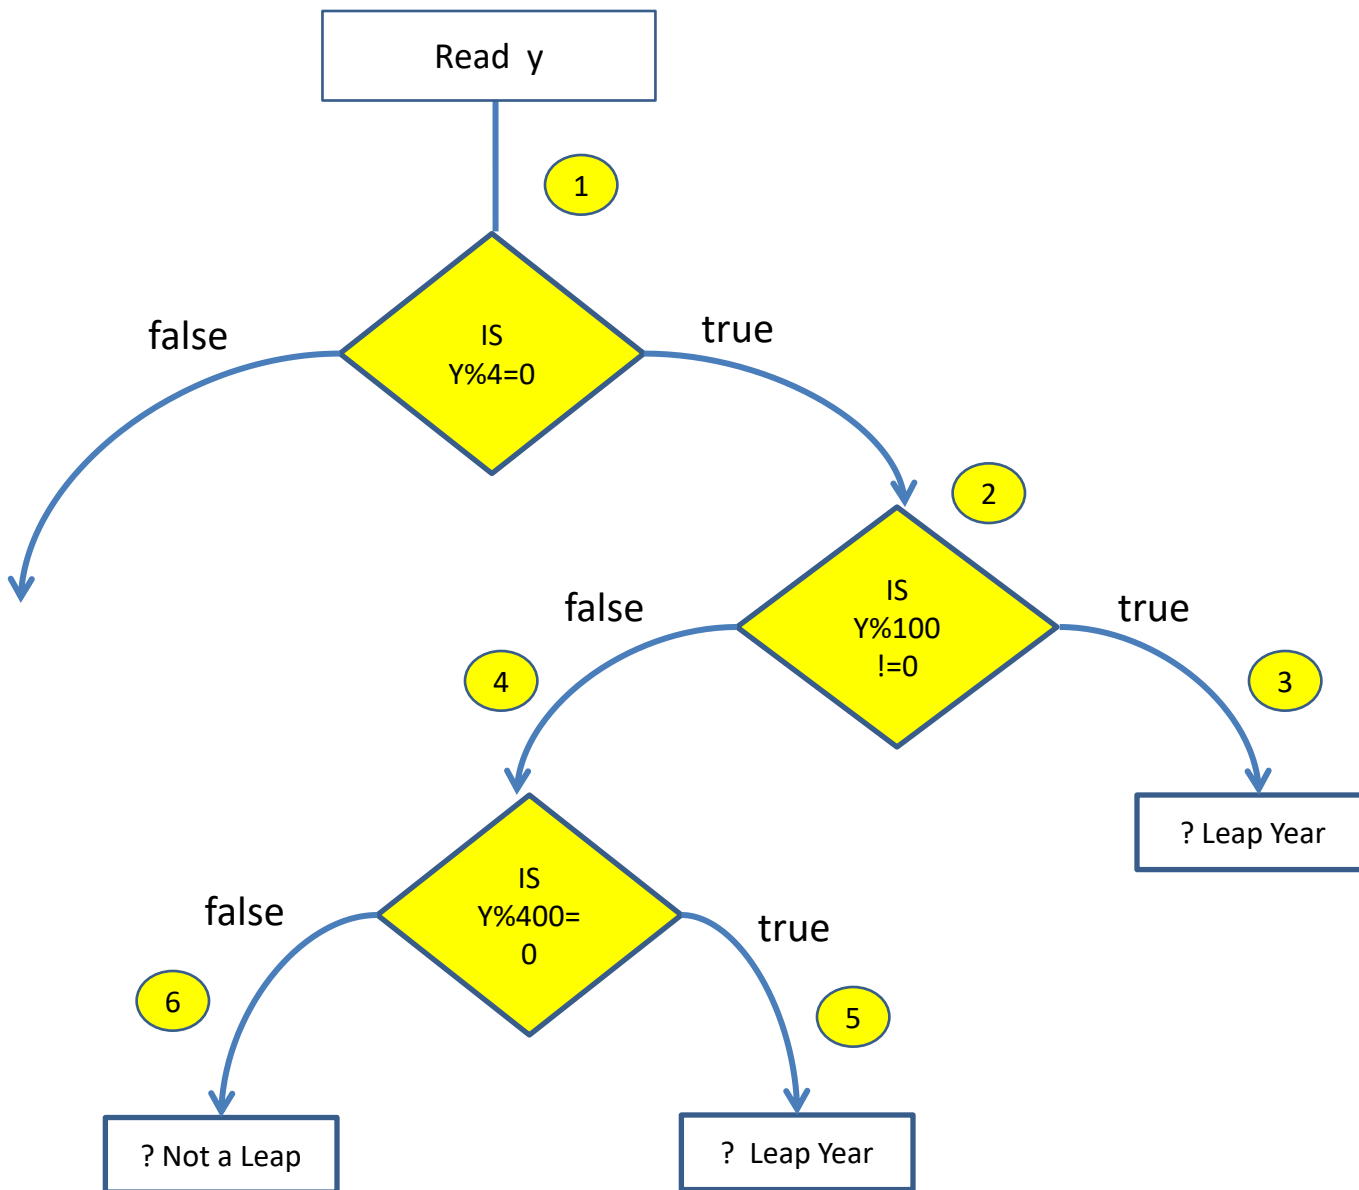 Read  y
1
false
true
IS
Y%4=0
2
false
true
IS
Y%100
!=0
4
3
? Leap Year
false
true
IS
Y%400=
0
6
5
? Not a Leap
?  Leap Year